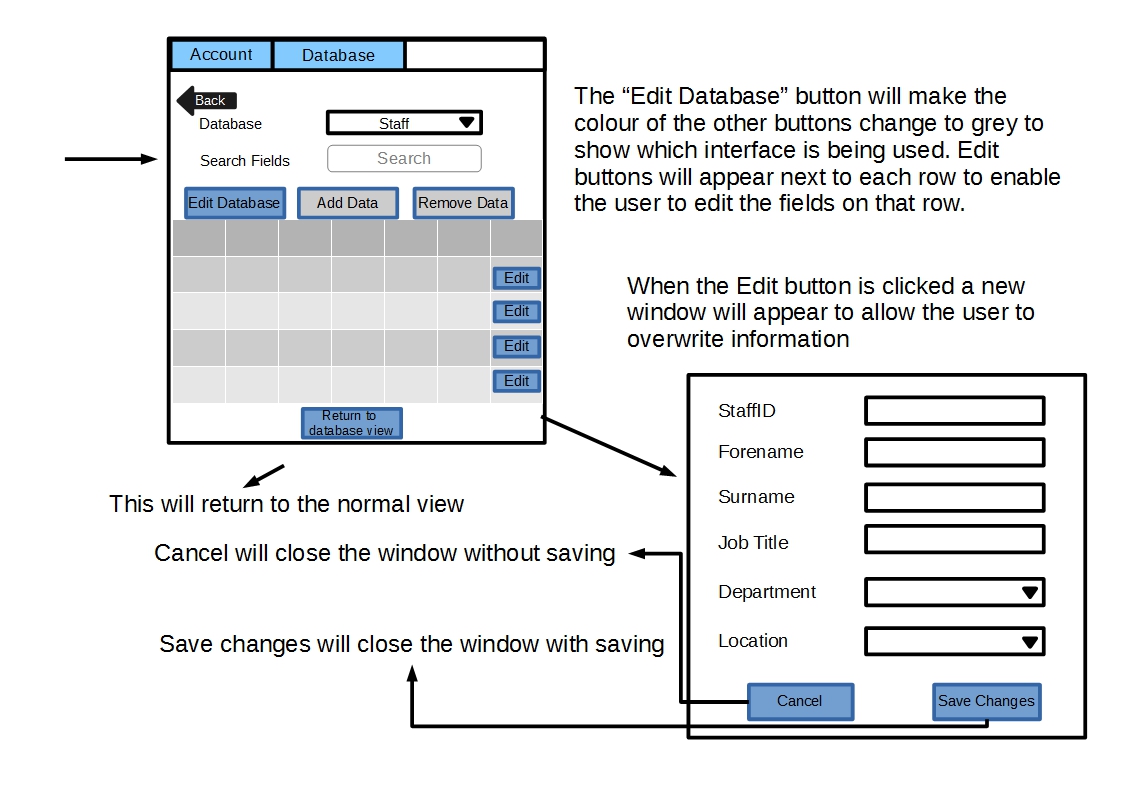 Account Database
Back
Database Staff
Search Fields Search
Edit Database Add Data Remove Data
Edit
Edit
Edit
Edit
Return to
database view
The “Edit Database” button will make the
colour of the other buttons change to grey to
show which interface is being used. Edit
buttons will appear next to each row to enable
the user to edit the fields on that row.
When the Edit button is clicked a new
window will appear to allow the user to
overwrite information
This will return to the normal view
Cancel will close the window without saving
Save changes will close the window with saving
StaffID
Forename
Surname
Job Title
Department
Location
Cancel Save Changes